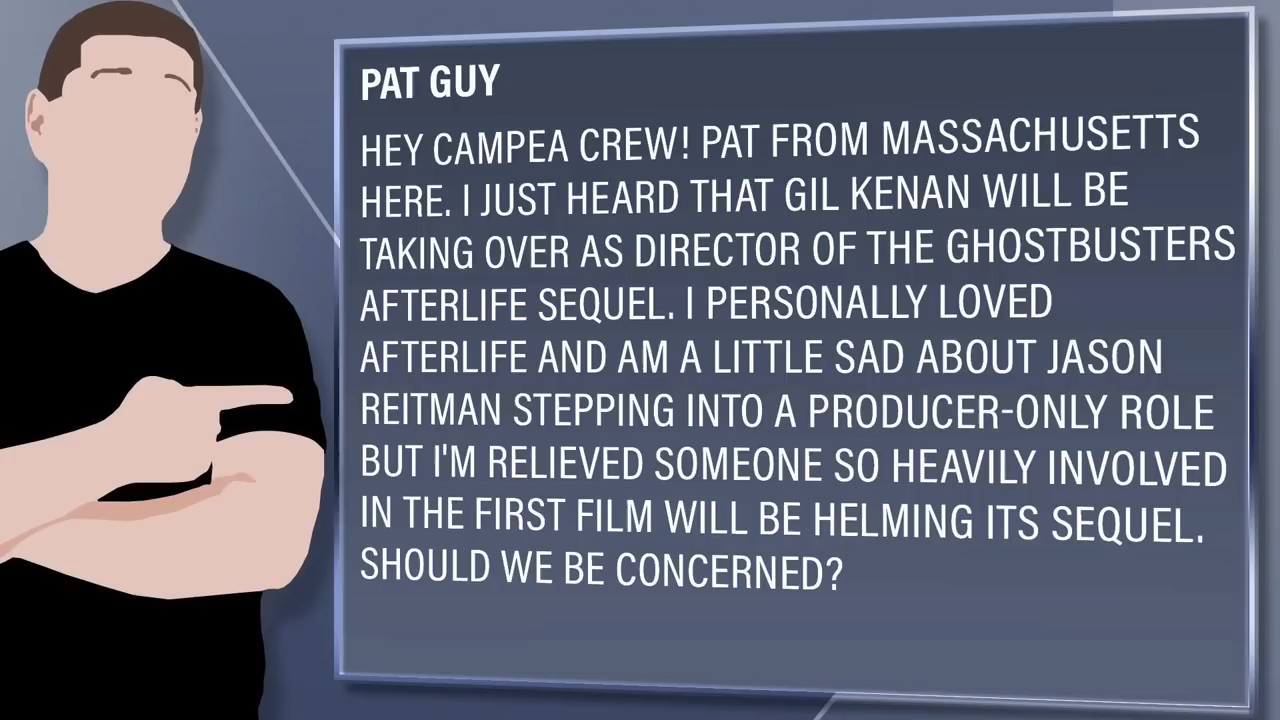 PAT GUY
HEY CAMPEA CREW! PAT FROM MASSACHUSETTS
HERE. I JUST HEARD THAT GIL KENAN WILL BE
TAKING OVER AS DIRECTOR OF THE GHOSTBUSTERS
AFTERLIFE SEQUEL. I PERSONALLY LOVED
AFTERLIFE AND AM A LITTLE SAD ABOUT JASON
REITMAN STEPPING INTO A PRODUCER-ONLY ROLE
BUT I'M RELIEVED SOMEONE SO HEAVILY INVOLVED
IN THE FIRST FILM WILL BE HELMING ITS SEQUEL.
SHOULD WE BE CONCERNED?